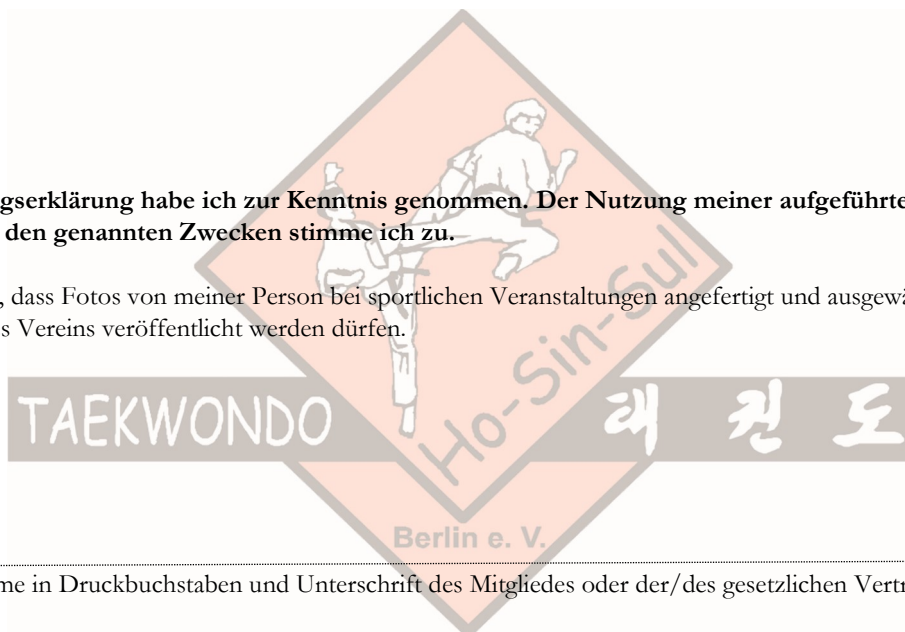 gserklärung habe ich zur Kenntnis genommen. Der Nutzung meiner aufgeführte
den genannten Zwecken stimme ich zu.
, dass Fotos von meiner Person bei sportlichen Veranstaltungen angefertigt und ausgewä
s Vereins veröffentlicht werden dürfen.
Ho-Sin-Sul
TAEKWONDO 태권도
Berlin e. V.
me in Druckbuchstaben und Unterschrift des Mitgliedes oder der/des gesetzlichen Vertr